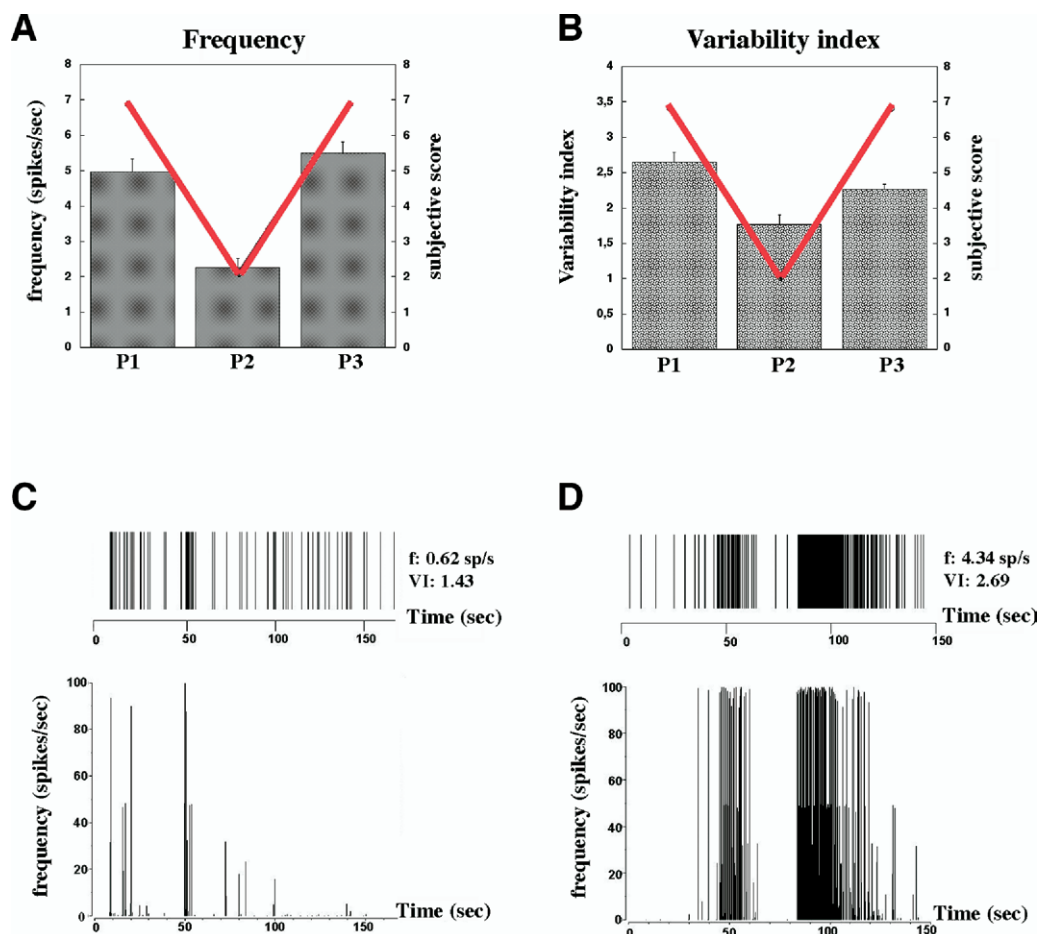 A
Frequency
8
7
6
5
4
3
2
1
0
frequency (spikes/sec)
8
7
6
5
4
3
2
1
0
subjective score
P1 P2 P3
B
Variability index
4
3,5
3
2,5
2
1,5
1
0,5
0
Variability index
8
7
6
5
4
3
2
1
0
subjective score
P1 P2 P3
C
f: 0.62 sp/s
VI: 1.43
Time (sec)
0 50 100 150
100
80
60
40
20
0
frequency (spikes/sec)
Time (sec)
0 50 100 150
D
f: 4.34 sp/s
VI: 2.69
Time (sec)
0 50 100 150
100
80
60
40
20
0
frequency (spikes/sec)
Time (sec)
0 50 100 150